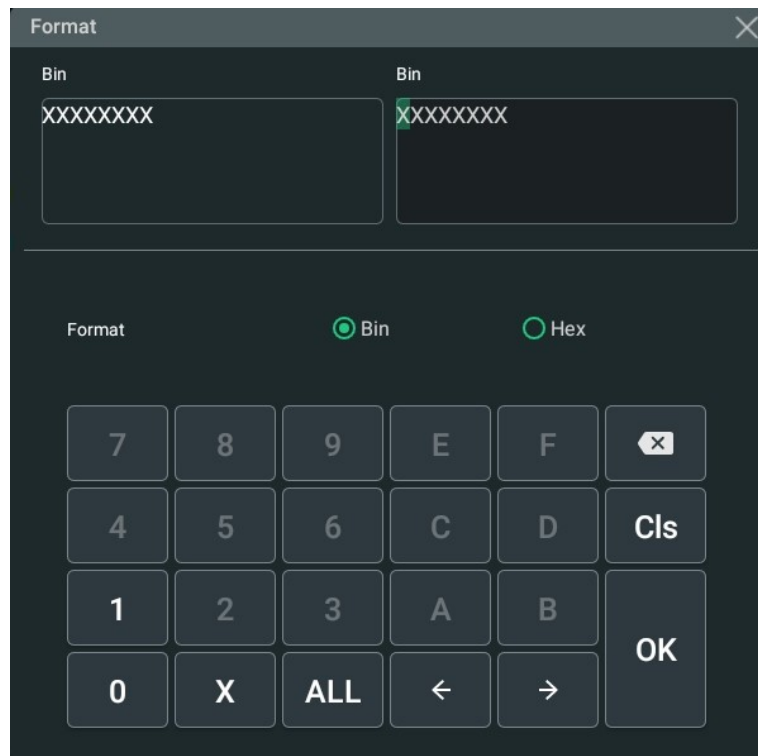 Format
Bin Bin
XXXXXXXX XXXXXXXX
Format Bin Hex
7 8 9 E F
4 5 6 C D Cls
1 2 3 A B
OK
0 X ALL ← →